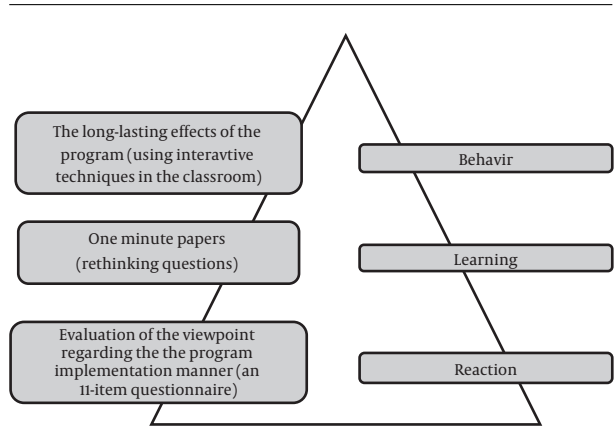 The long-lasting effects of the
program (using interavtive
techniques in the classroom)
Behavir
One minute papers
(rethinking questions)
Learning
Evaluation of the viewpoint
regarding the the program
implementation manner (an
11-item questionnaire)
Reaction